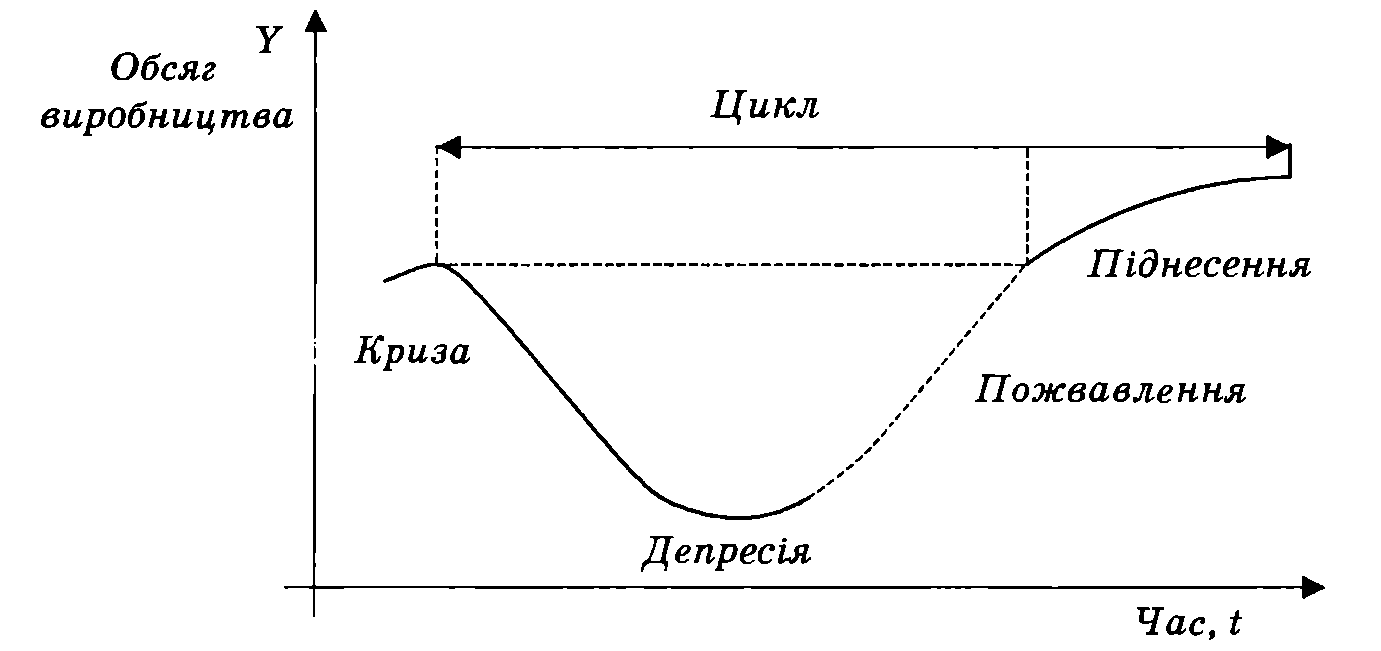 Y
Обсяг
виробництва
Цикл
Піднесення
Криза
Пожвавлення
Депресія
Час, t